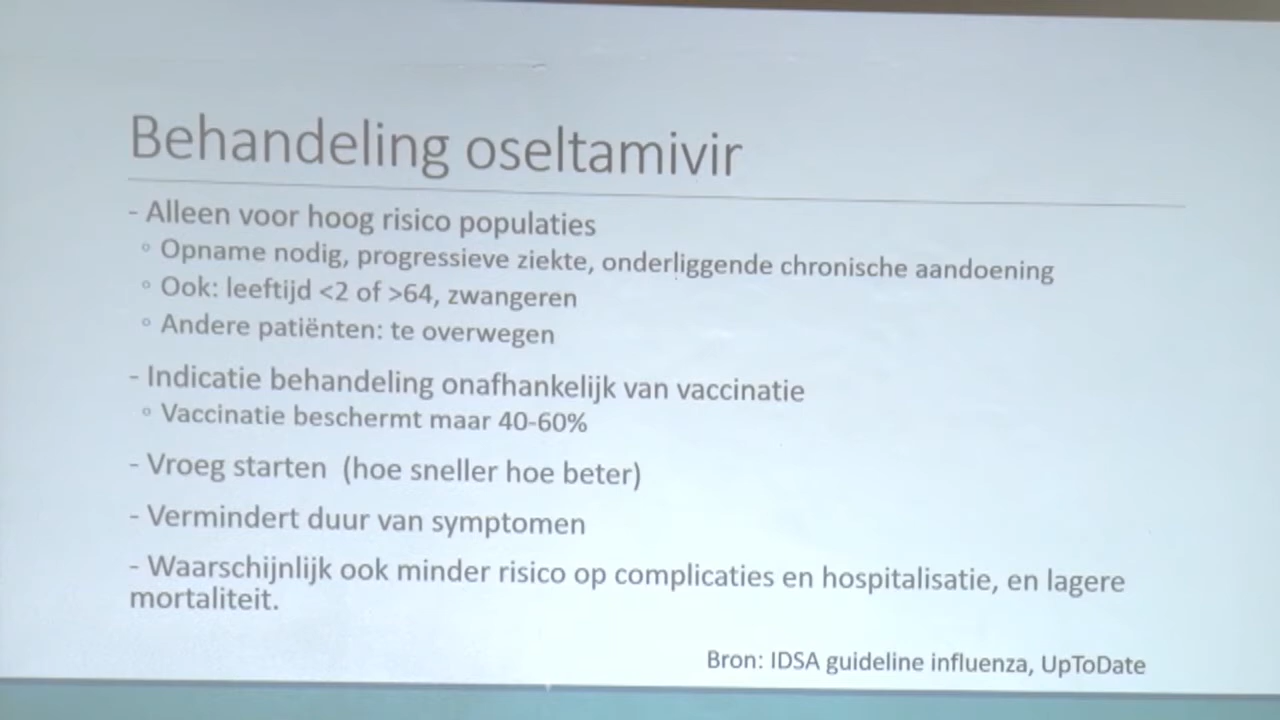 Behandeling oseltamivir
- Alleen voor hoog risico populaties
° Opname nodig, progressieve ziekte, onderliggende chronische aandoening
° Ook: leeftijd <2 of >64, zwangeren
° Andere patiënten: te overwegen
- Indicatie behandeling onafhankelijk van vaccinatie
° Vaccinatie beschermt maar 40-60%
- Vroeg starten (hoe sneller hoe beter)
- Vermindert duur van symptomen
- Waarschijnlijk ook minder risico op complicaties en hospitalisatie, en lagere
mortaliteit.
Bron: IDSA guideline influenza, UpToDate